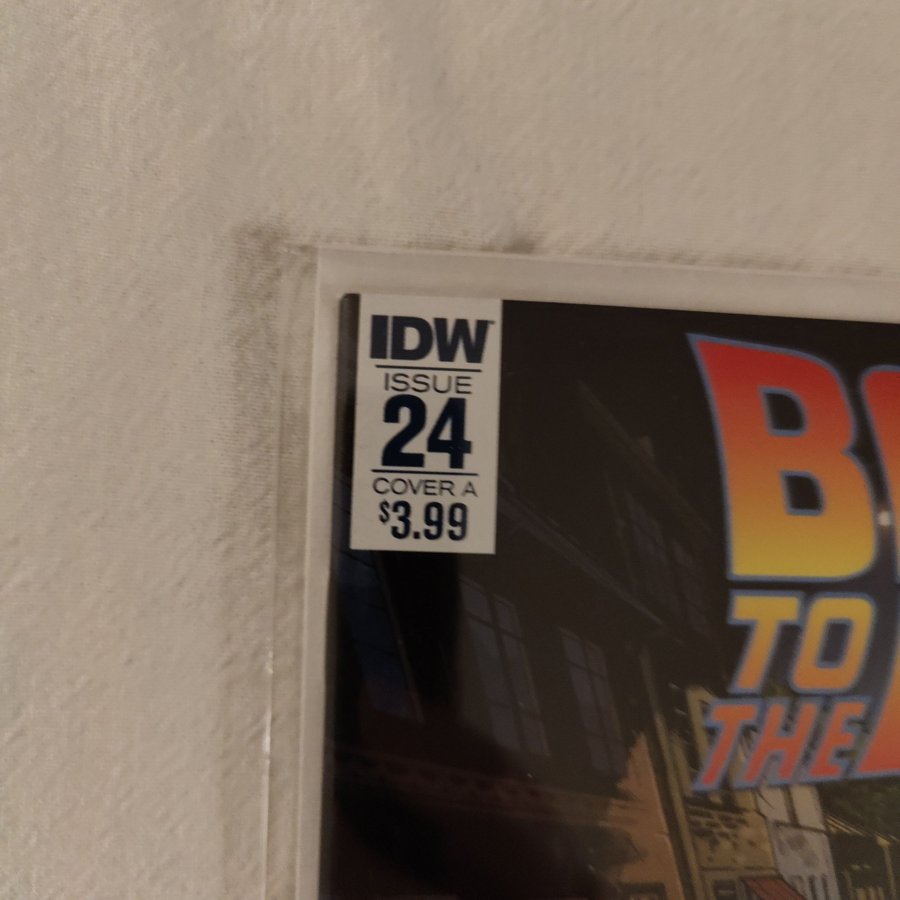 IDW
ISSUE
24
COVER A
$3.99
B
TO
THE